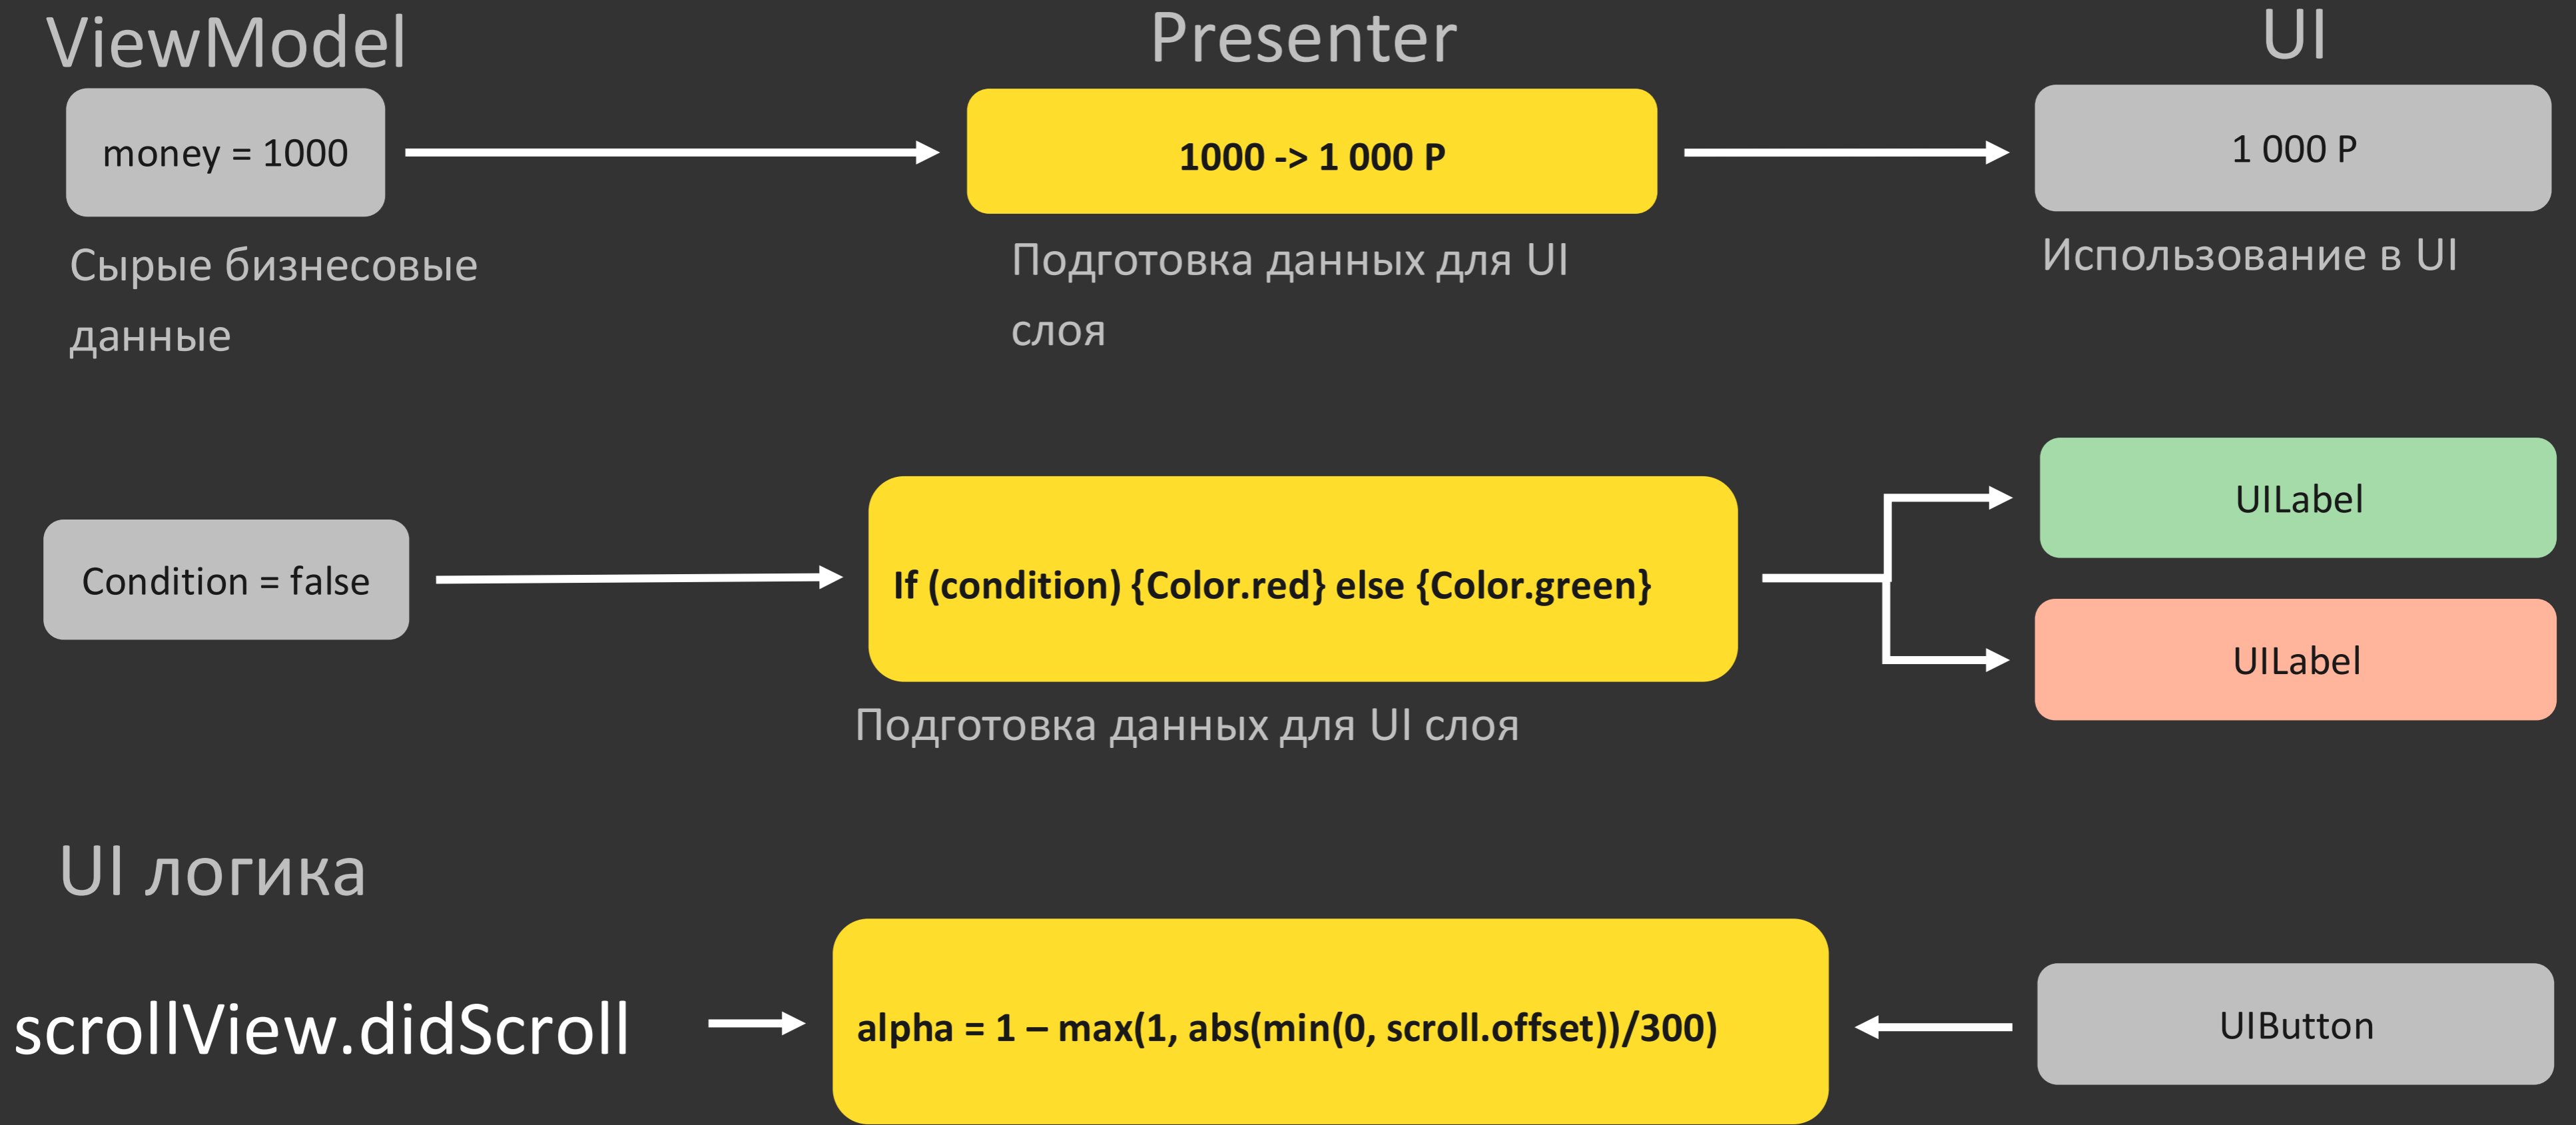 ViewModel
Presenter
UI
money = 1000
1000 -> 1 000 Р
1 000 Р
Сырые бизнесовые
данные
Подготовка данных для UI
слоя
Использование в UI
Condition = false
If (condition) {Color.red} else {Color.green}
UILabel
UILabel
Подготовка данных для UI слоя
UI логика
scrollView.didScroll
alpha = 1 – max(1, abs(min(0, scroll.offset))/300)
UIButton